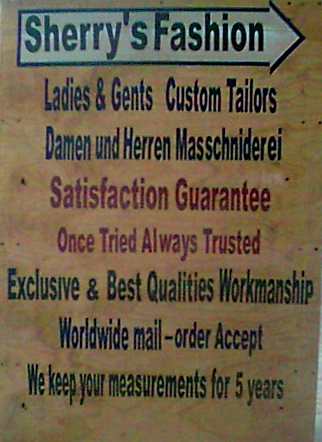 Sherry's Fashion
Ladies & Gents Custom Tailors
Damen und Herren Masschniderei
Satisfaction Guarantee
Once Tried Always Trusted
Exclusive & Best Qualities Workmanship
Worldwide mail-order Accept
We keep your measurements for 5 years